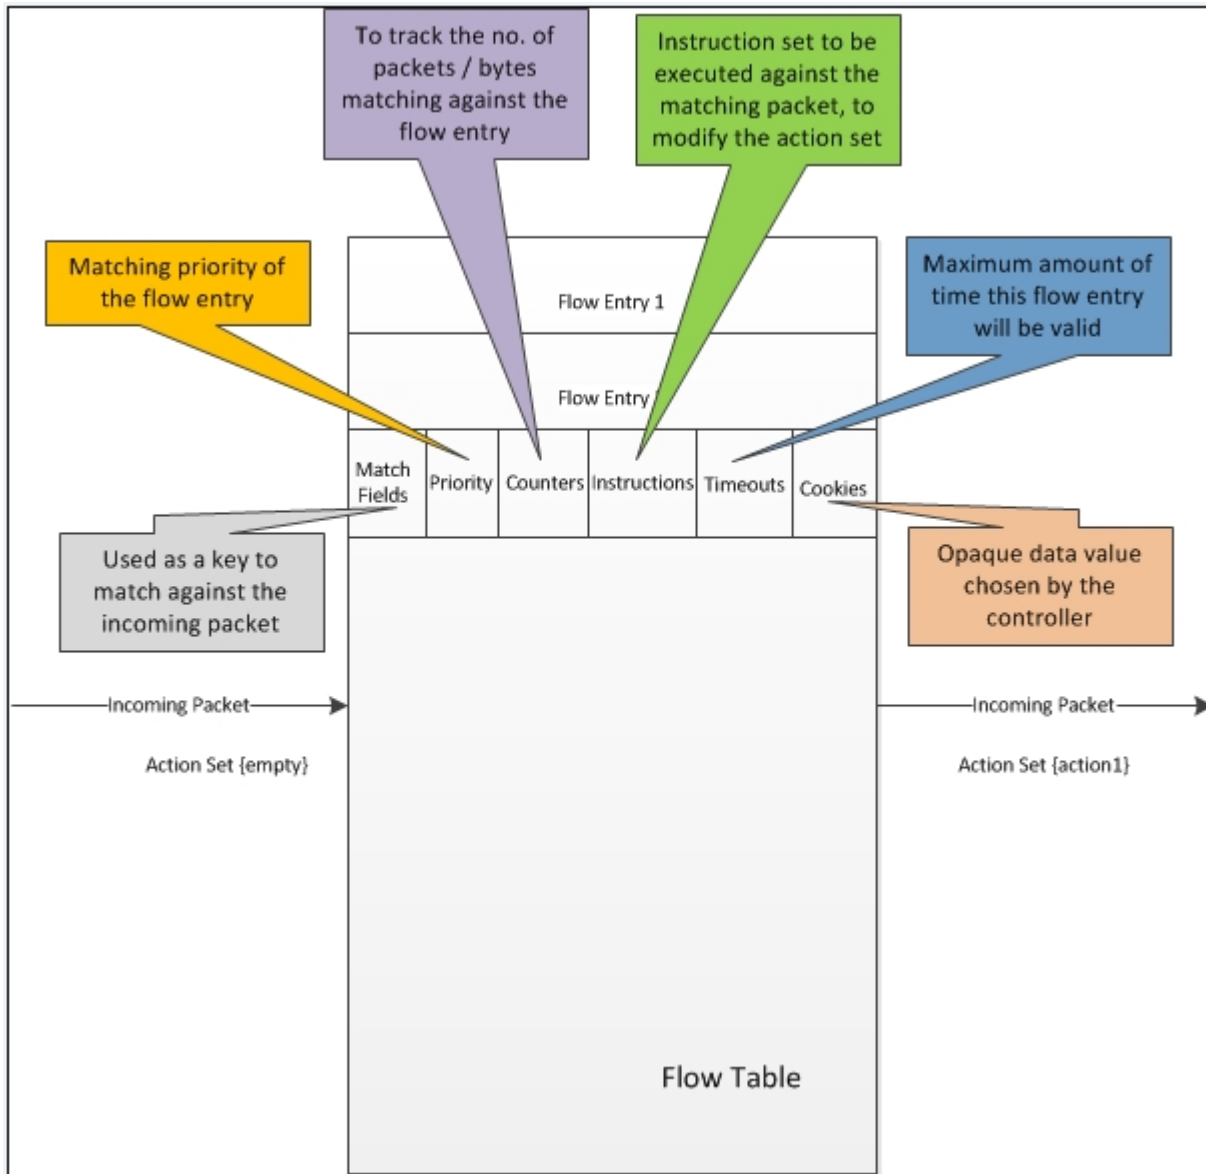 To track the no. of
packets / bytes
matching against the
flow entry
Instruction set to be
executed against the
matching packet, to
modify the action set
Matching priority of
the flow entry
Maximum amount of
time this flow entry
will be valid
Flow Entry 1
Flow Entry
Match
Fields
Priority
Counters
Instructions
Timeouts
Cookies
Used as a key to
match against the
incoming packet
Opaque data value
chosen by the
controller
Incoming Packet
Action Set {empty}
Incoming Packet
Action Set {action1}
Flow Table